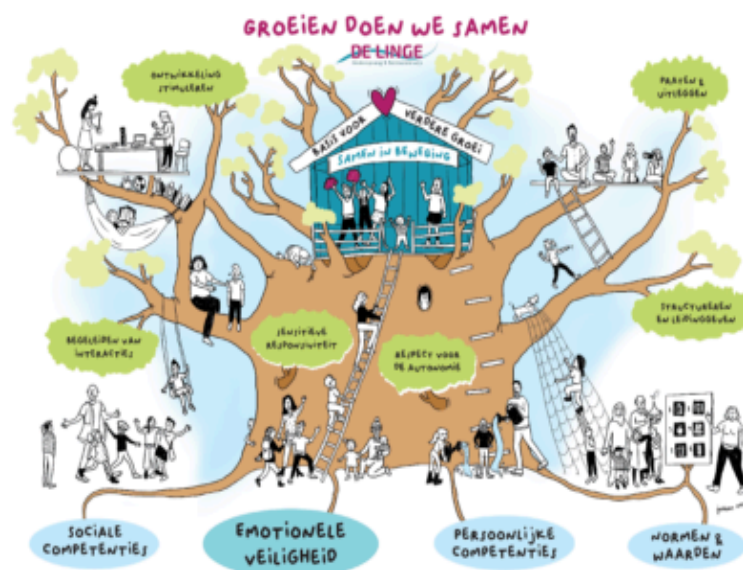 GROEIEN DOEN WE SAMEN
DE LINGE
ONTWIKKELING
STIMULEREN
PRATEN &
UITLEGGEN
BASIS VOOR
VERDERE GROEI
SAMEN IN BEWEGING
BEGELEIDEN VAN
INTERACTIES
SENSITIEVE
RESPONSIVITEIT
RESPECT VOOR
DE AUTONOMIE
STRUCTUREREN
EN LEIDINGGEVEN
SOCIALE
COMPETENTIES
EMOTIONELE
VEILIGHEID
PERSOONLIJKE
COMPETENTIES
NORMEN &
WAARDEN